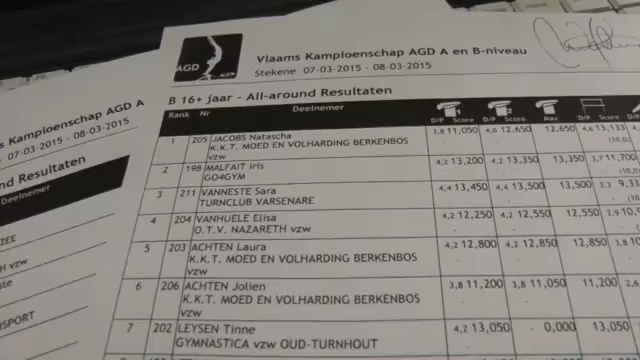 AGD
Vlaams Kampioenschap AGD A en B-niveau
Stekene 07-03-2015 - 08-03-2015
B 16+ jaar - All-around Resultaten
Rank Nr Deelnemer D/P Score D/P Score Max D/P Score
1 205 JACOBS Natascha 3,8 11,050 4,0 12,650 12,650 4,6 13,133
K.K.T. MOED EN VOLHARDING BERKENBOS
vzw
2 198 MALFAIT Iris 4,2 13,200 4,2 13,350 13,350 3,7 11,700
GO4GYM
3 211 VANNESTE Sara 4,4 13,450 4,4 13,500 13,500
TURNCLUB VARSENARE
4 204 VANHUELE Elisa 4,2 12,250 4,2 12,550 12,550
O.T.V. NAZARETH vzw
5 203 ACHTEN Laura 4,2 12,800 4,2 12,850 12,850
K.K.T. MOED EN VOLHARDING BERKENBOS
vzw
6 206 ACHTEN Jolien 3,8 11,200 3,8 11,050 11,200
K.K.T. MOED EN VOLHARDING BERKENBOS
vzw
7 202 LEYSEN Tinne 4,2 13,050 - 0,000 13,050
GYMNASTICA vzw OUD-TURNHOUT
s Kampioenschap AGD A
07-03-2015 - 08-03-2015
d Resultaten
Deelnemer
ZEE
H vzw
SPORT